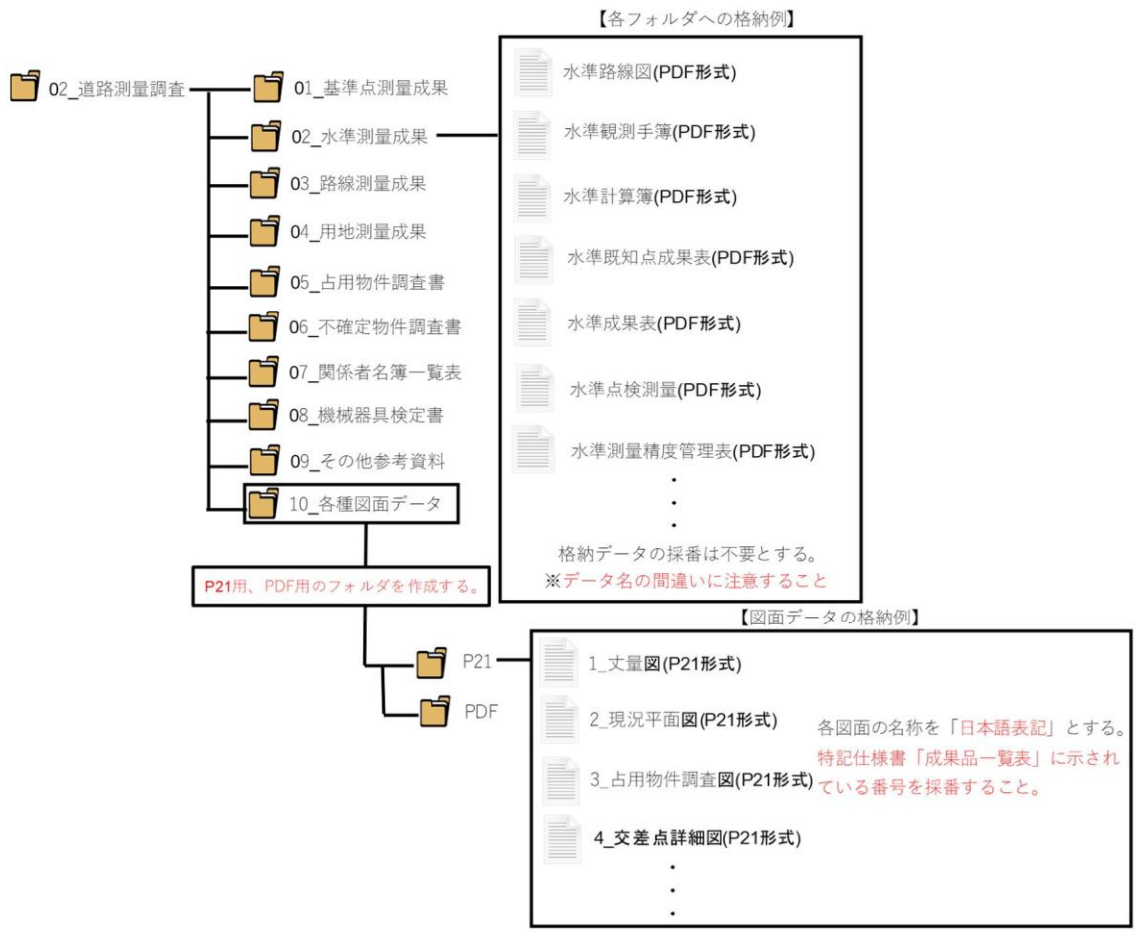 【各フォルダへの格納例】
02_道路測量調査
01_基準点測量成果
02_水準測量成果
03_路線測量成果
04_用地測量成果
05_占用物件調査書
06_不確定物件調査書
07_関係者名簿一覧表
08_機械器具検定書
09_その他参考資料
10_各種図面データ
水準路線図(PDF形式)
水準観測手簿(PDF形式)
水準計算簿(PDF形式)
水準既知点成果表(PDF形式)
水準成果表(PDF形式)
水準点検測量(PDF形式)
水準測量精度管理表(PDF形式)
・
・
・
格納データの採番は不要とする。
※データ名の間違いに注意すること
P21用、PDF用のフォルダを作成する。
P21
PDF
【図面データの格納例】
1_丈量図(P21形式)
2_現況平面図(P21形式)
3_占用物件調査図(P21形式)
4_交差点詳細図(P21形式)
・
・
・
各図面の名称を「日本語表記」とする。
特記仕様書「成果品一覧表」に示され
ている番号を採番すること。